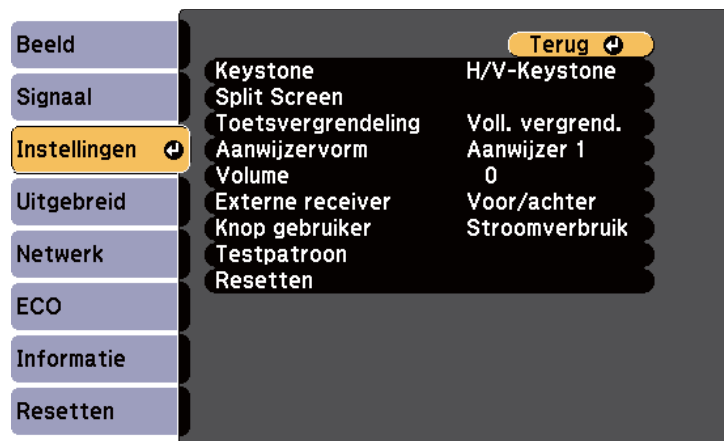 Beeld
Signaal
Instellingen
Uitgebreid
Netwerk
ECO
Informatie
Resetten
Terug
Keystone H/V-Keystone
Split Screen
Toetsvergrendeling Voll. vergrend.
Aanwijzervorm Aanwijzer 1
Volume 0
Externe receiver Voor/achter
Knop gebruiker Stroomverbruik
Testpatroon
Resetten